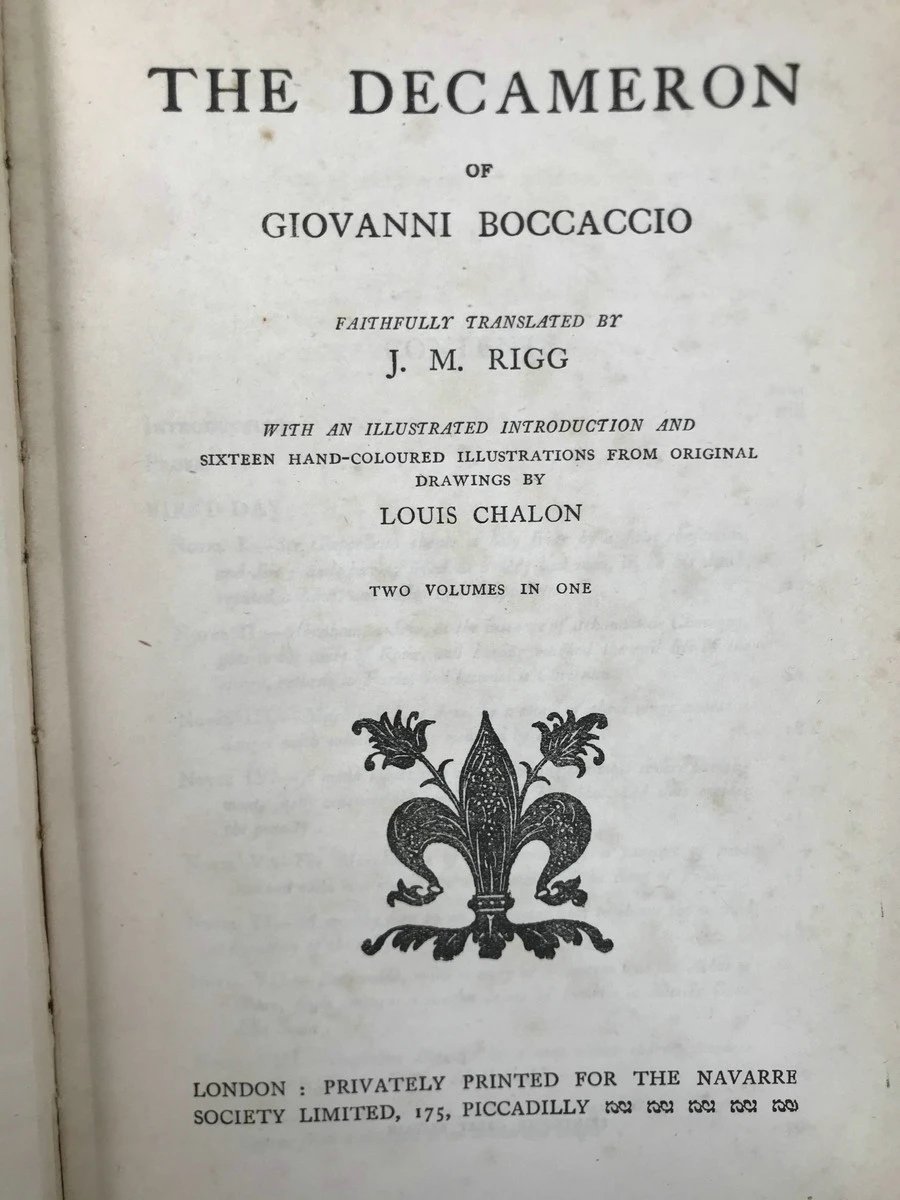 THE DECAMERON
OF
GIOVANNI BOCCACCIO
FAITHFULLY TRANSLATED BY
J. M. RIGG
WITH AN ILLUSTRATED INTRODUCTION AND
SIXTEEN HAND-COLOURED ILLUSTRATIONS FROM ORIGINAL
DRAWINGS BY
LOUIS CHALON
TWO VOLUMES IN ONE
LONDON : PRIVATELY PRINTED FOR THE NAVARRE
SOCIETY LIMITED, 175, PICCADILLY